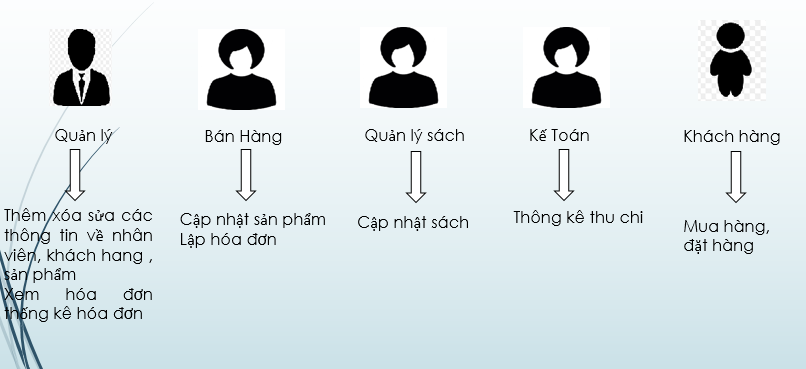 Quản lý
Bán Hàng
Quản lý sách
Kế Toán
Khách hàng
Thêm xóa sửa các
thông tin về nhân
viên, khách hang ,
sản phẩm
Xem hóa đơn
thống kê hóa đơn
Cập nhật sản phẩm
Lập hóa đơn
Cập nhật sách
Thông kê thu chi
Mua hàng,
đặt hàng